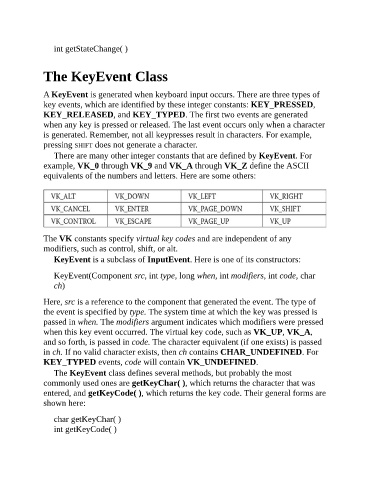 int getStateChange( )
The KeyEvent Class
A KeyEvent is generated when keyboard input occurs. There are three types of
key events, which are identified by these integer constants: KEY_PRESSED,
KEY_RELEASED, and KEY_TYPED. The first two events are generated
when any key is pressed or released. The last event occurs only when a character
is generated. Remember, not all keypresses result in characters. For example,
pressing SHIFT does not generate a character.
There are many other integer constants that are defined by KeyEvent. For
example, VK_0 through VK_9 and VK_A through VK_Z define the ASCII
equivalents of the numbers and letters. Here are some others:
VK_ALT VK_DOWN VK_LEFT VK_RIGHT
VK_CANCEL VK_ENTER VK_PAGE_DOWN VK_SHIFT
VK_CONTROL VK_ESCAPE VK_PAGE_UP VK_UP
The VK constants specify virtual key codes and are independent of any
modifiers, such as control, shift, or alt.
KeyEvent is a subclass of InputEvent. Here is one of its constructors:
KeyEvent(Component src, int type, long when, int modifiers, int code, char
ch)
Here, src is a reference to the component that generated the event. The type of
the event is specified by type. The system time at which the key was pressed is
passed in when. The modifiers argument indicates which modifiers were pressed
when this key event occurred. The virtual key code, such as VK_UP, VK_A,
and so forth, is passed in code. The character equivalent (if one exists) is passed
in ch. If no valid character exists, then ch contains CHAR_UNDEFINED. For
KEY_TYPED events, code will contain VK_UNDEFINED.
The KeyEvent class defines several methods, but probably the most
commonly used ones are getKeyChar( ), which returns the character that was
entered, and getKeyCode( ), which returns the key code. Their general forms are
shown here:
char getKeyChar( )
int getKeyCode( )